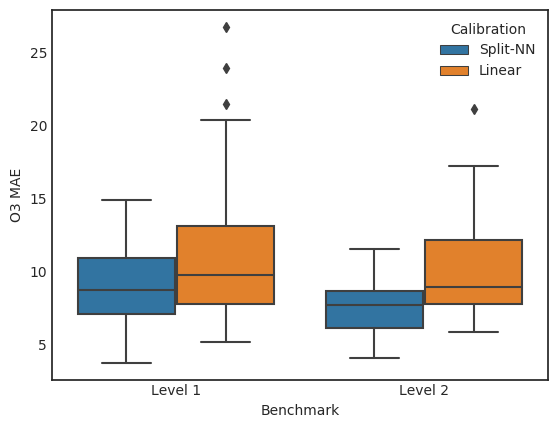 Calibration
Split-NN
Linear
25
20
15
10
5
O3 MAE
Level 1
Level 2
Benchmark